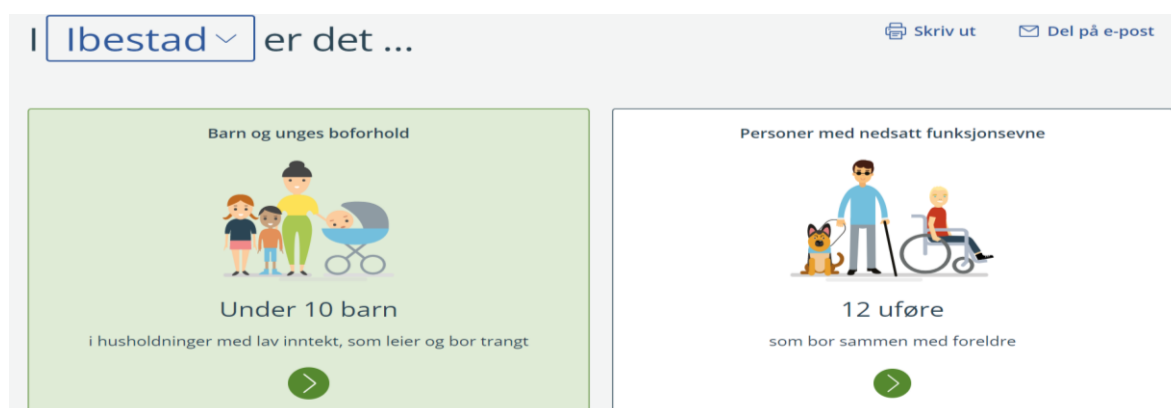 I Ibestad er det ...
Skriv ut
Del på e-post
Barn og unges boforhold
Under 10 barn
i husholdninger med lav inntekt, som leier og bor trangt
Personer med nedsatt funksjonsevne
12 uføre
som bor sammen med foreldre